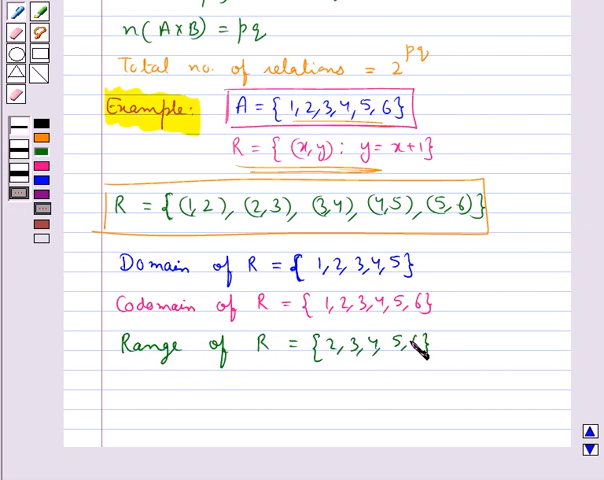 n(A×B) = pq
Total no. of relations = 2^pq
Example: A = { 1,2,3,4,5,6}
R = { (x,y) : y = x+1}
R = {(1,2), (2,3), (3,4), (4,5), (5,6)}
Domain of R = { 1,2,3,4,5}
Codomain of R = { 1,2,3,4,5,6}
Range of R = {2,3,4,5,6}